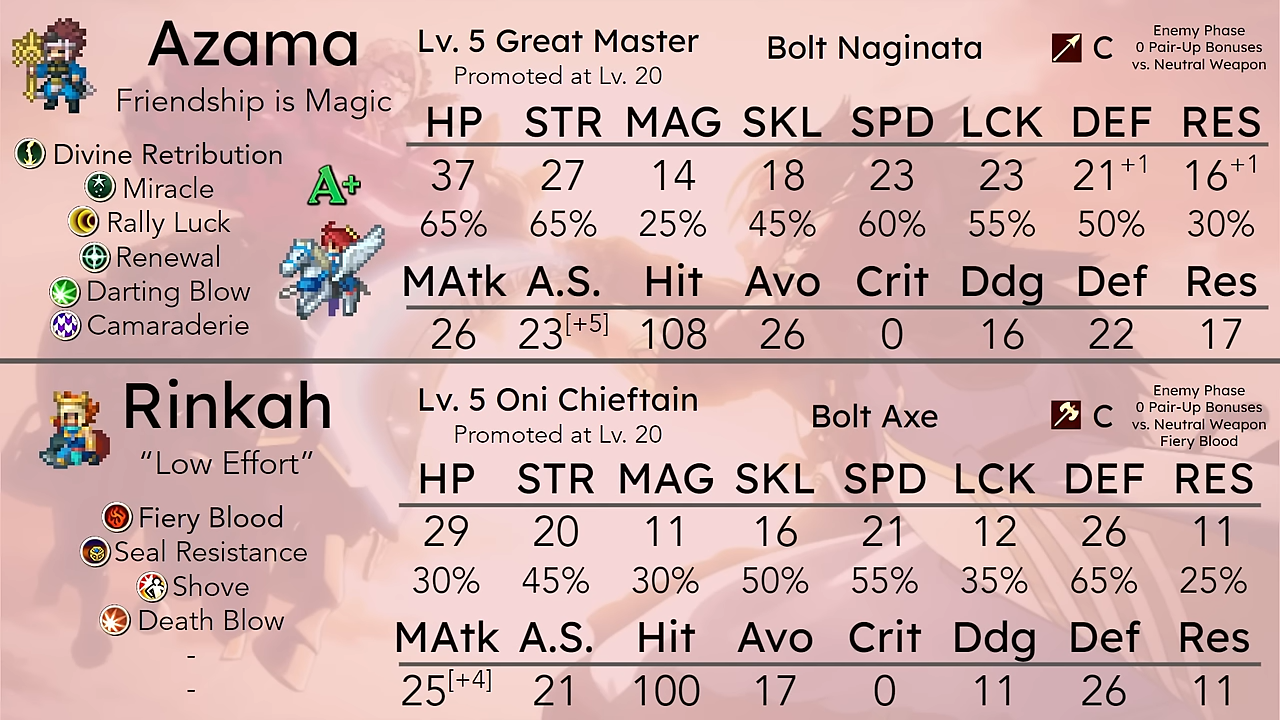 Azama
Friendship is Magic
Divine Retribution
Miracle
Rally Luck
Renewal
Darting Blow
Camaraderie
A+
Lv. 5 Great Master
Promoted at Lv. 20
Bolt Naginata
C
Enemy Phase
0 Pair-Up Bonuses
vs. Neutral Weapon
HP STR MAG SKL SPD LCK DEF RES
37 27 14 18 23 23 21+1 16+1
65% 65% 25% 45% 60% 55% 50% 30%
MAtk A.S. Hit Avo Crit Ddg Def Res
26 23[+5] 108 26 0 16 22 17
Rinkah
“Low Effort”
Fiery Blood
Seal Resistance
Shove
Death Blow
-
-
Lv. 5 Oni Chieftain
Promoted at Lv. 20
Bolt Axe
C
Enemy Phase
0 Pair-Up Bonuses
vs. Neutral Weapon
Fiery Blood
HP STR MAG SKL SPD LCK DEF RES
29 20 11 16 21 12 26 11
30% 45% 30% 50% 55% 35% 65% 25%
MAtk A.S. Hit Avo Crit Ddg Def Res
25[+4] 21 100 17 0 11 26 11